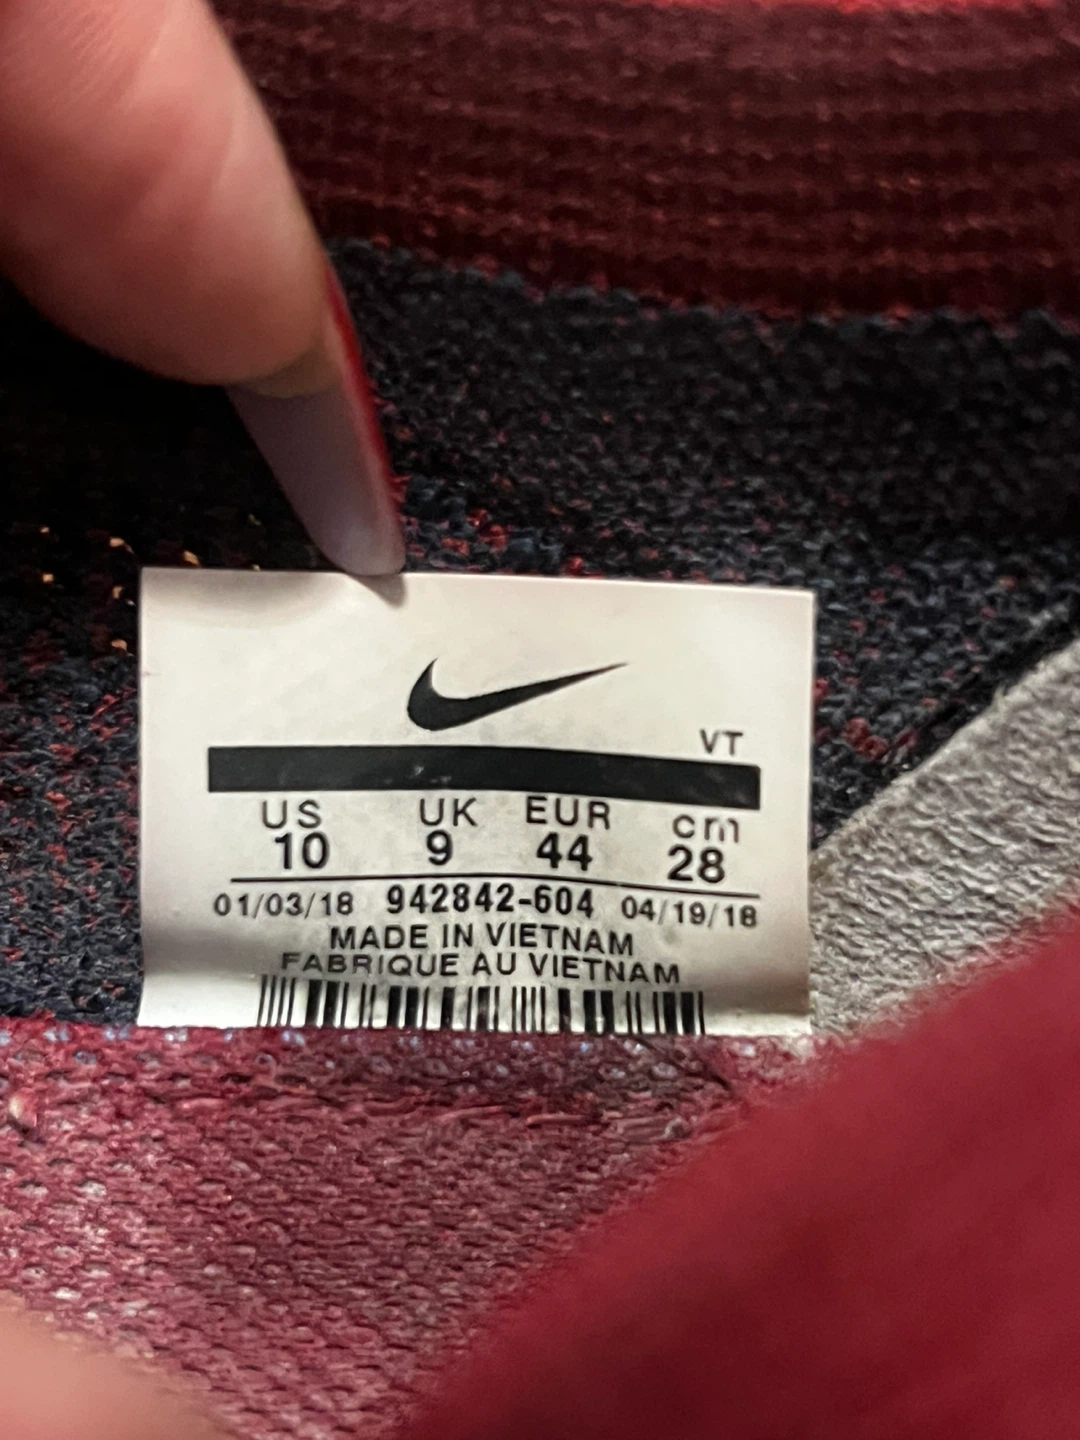 VT
US UK EUR cm
10 9 44 28
01/03/18 942842-604 04/19/18
MADE IN VIETNAM
FABRIQUE AU VIETNAM